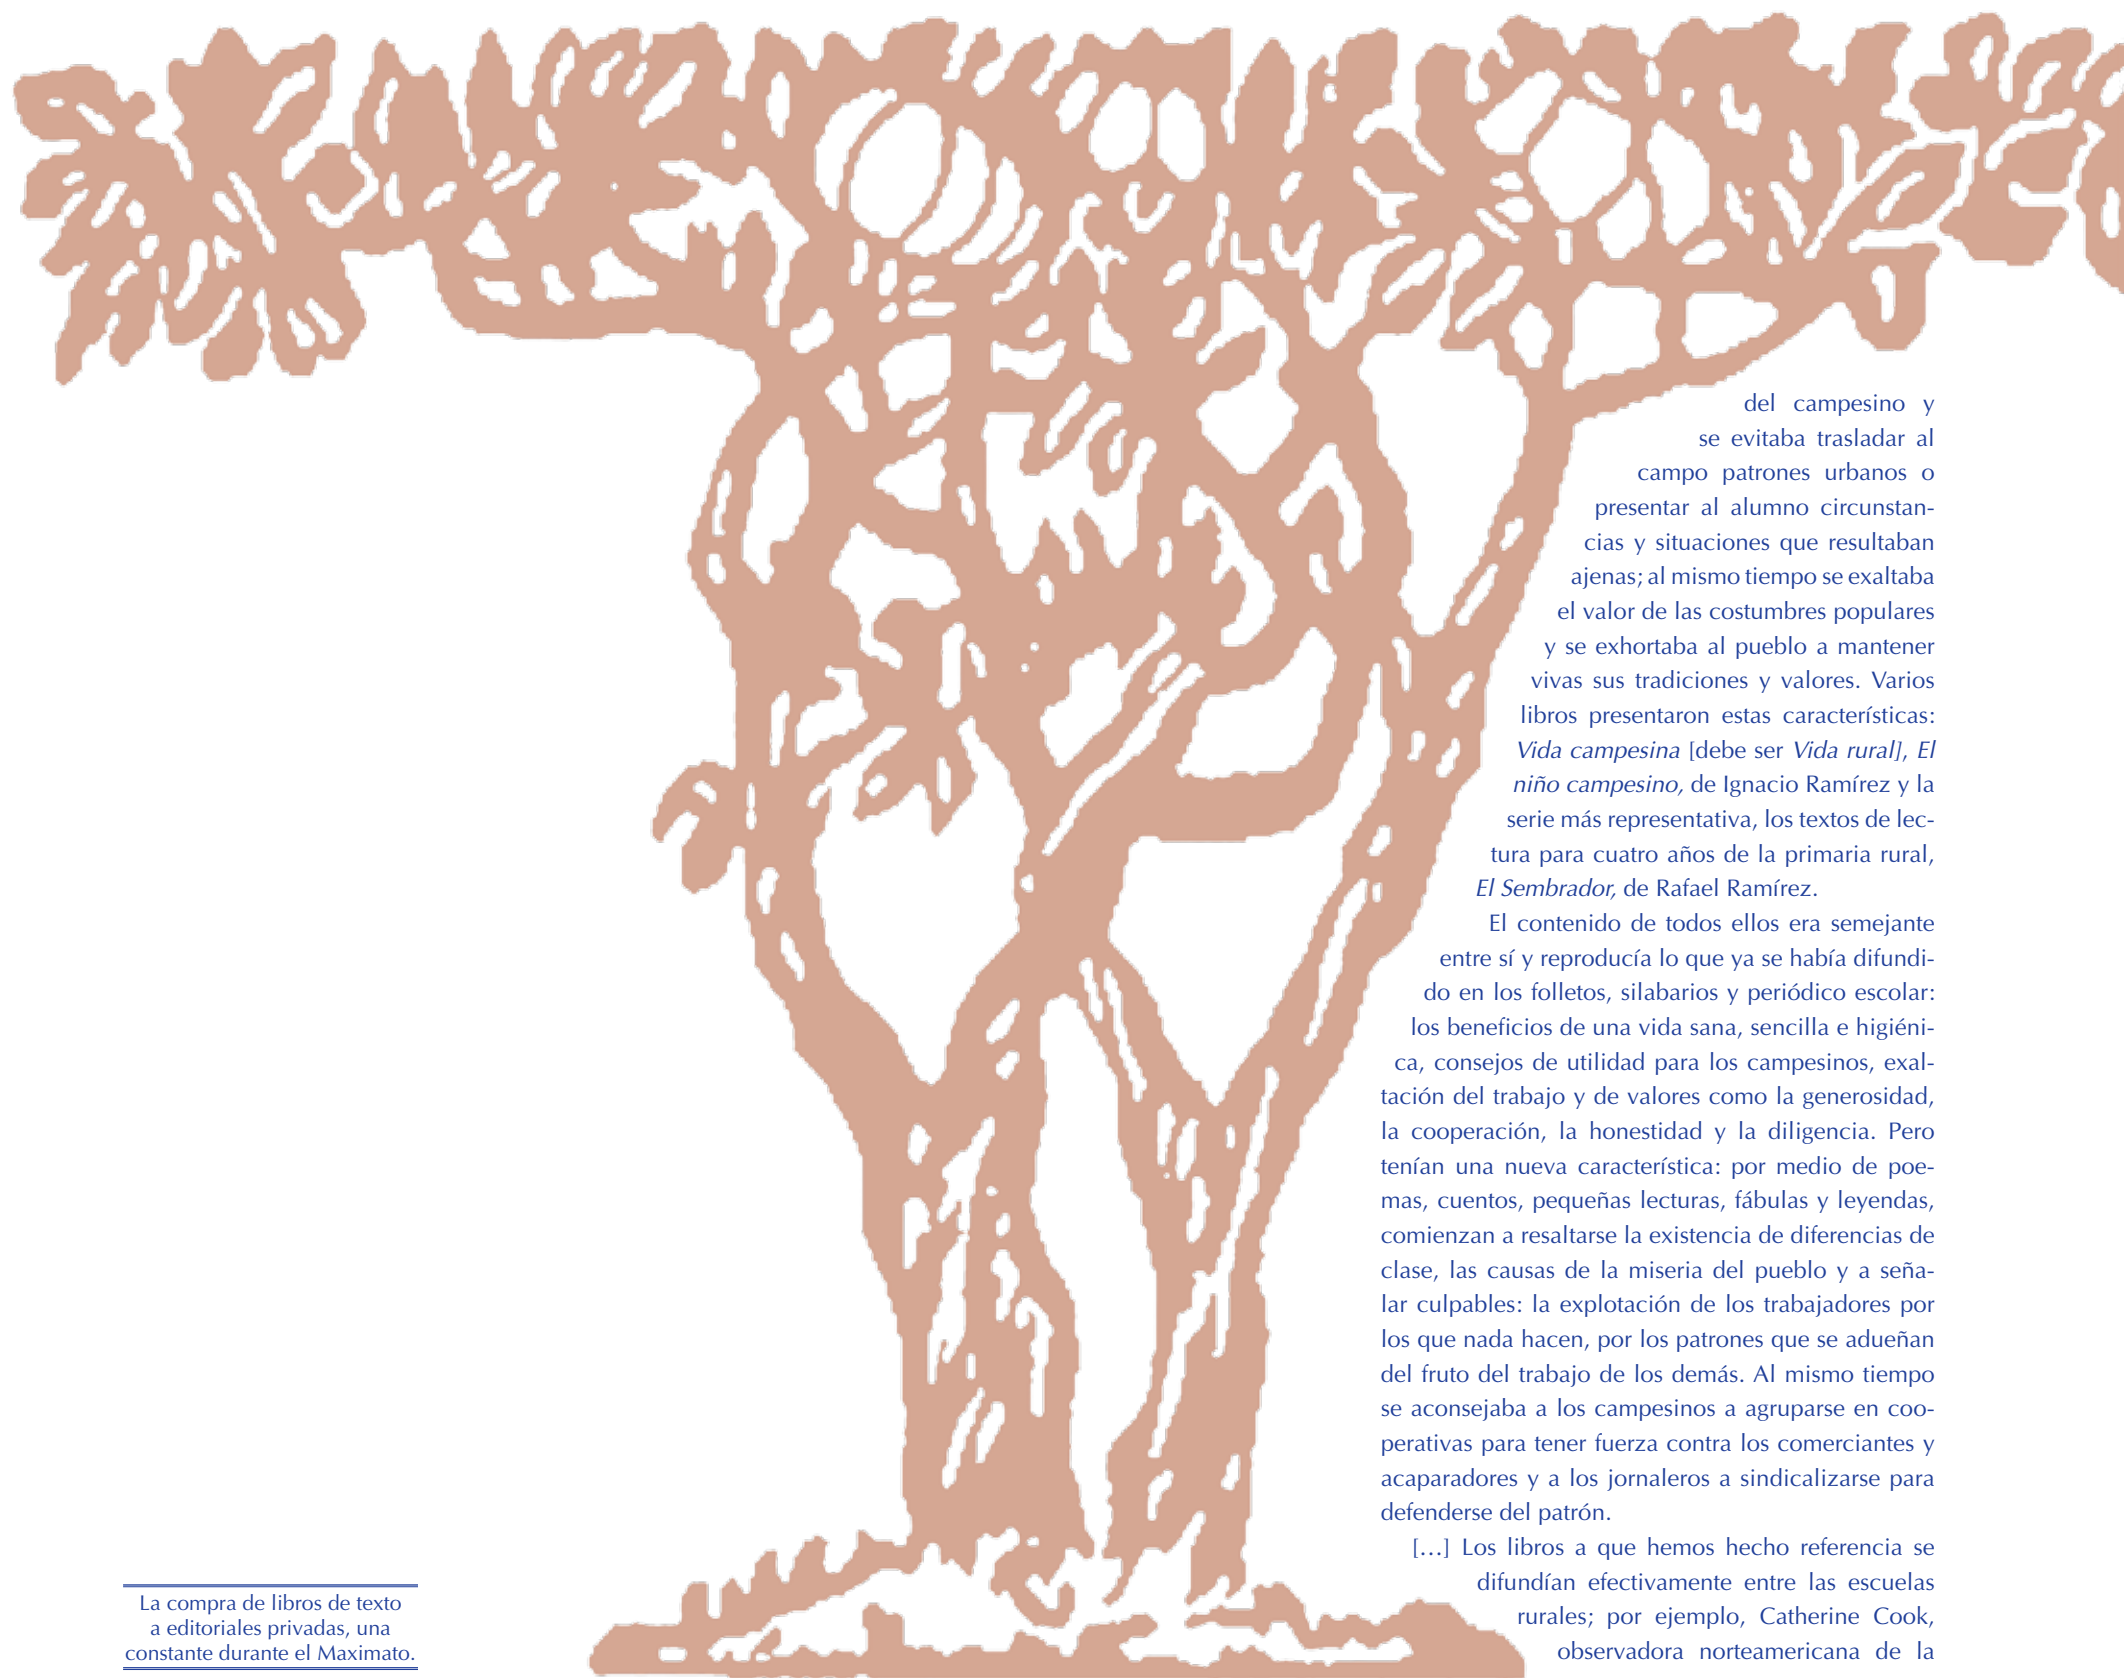 del campesino y
se evitaba trasladar al
campo patrones urbanos o
presentar al alumno circunstan-
cias y situaciones que resultaban
ajenas; al mismo tiempo se exaltaba
el valor de las costumbres populares
y se exhortaba al pueblo a mantener
vivas sus tradiciones y valores. Varios
libros presentaron estas características:
Vida campesina [debe ser Vida rural], El
niño campesino, de Ignacio Ramírez y la
serie más representativa, los textos de lec-
tura para cuatro años de la primaria rural,
El Sembrador, de Rafael Ramírez.
El contenido de todos ellos era semejante
entre sí y reproducía lo que ya se había difundi-
do en los folletos, silabarios y periódico escolar:
los beneficios de una vida sana, sencilla e higiéni-
ca, consejos de utilidad para los campesinos, exal-
tación del trabajo y de valores como la generosidad,
la cooperación, la honestidad y la diligencia. Pero
tenían una nueva característica: por medio de poe-
mas, cuentos, pequeñas lecturas, fábulas y leyendas,
comienzan a resaltarse la existencia de diferencias de
clase, las causas de la miseria del pueblo y a seña-
lar culpables: la explotación de los trabajadores por
los que nada hacen, por los patrones que se adueñan
del fruto del trabajo de los demás. Al mismo tiempo
se aconsejaba a los campesinos a agruparse en coo-
perativas para tener fuerza contra los comerciantes y
acaparadores y a los jornaleros a sindicalizarse para
defenderse del patrón.
[…] Los libros a que hemos hecho referencia se
difundían efectivamente entre las escuelas
rurales; por ejemplo, Catherine Cook,
observadora norteamericana de la
La compra de libros de texto
a editoriales privadas, una
constante durante el Maximato.